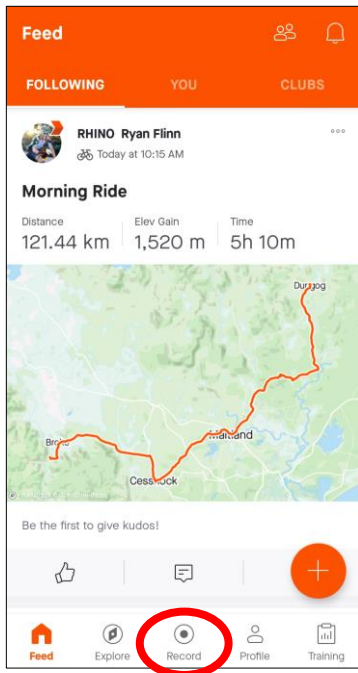 Feed
FOLLOWING YOU CLUBS
RHINO Ryan Flinn
Today at 10:15 AM
Morning Ride
Distance Elev Gain Time
121.44 km 1,520 m 5h 10m
Dungog
Maitland
Broke
Cessnock
Be the first to give kudos!
Feed Explore Record Profile Training